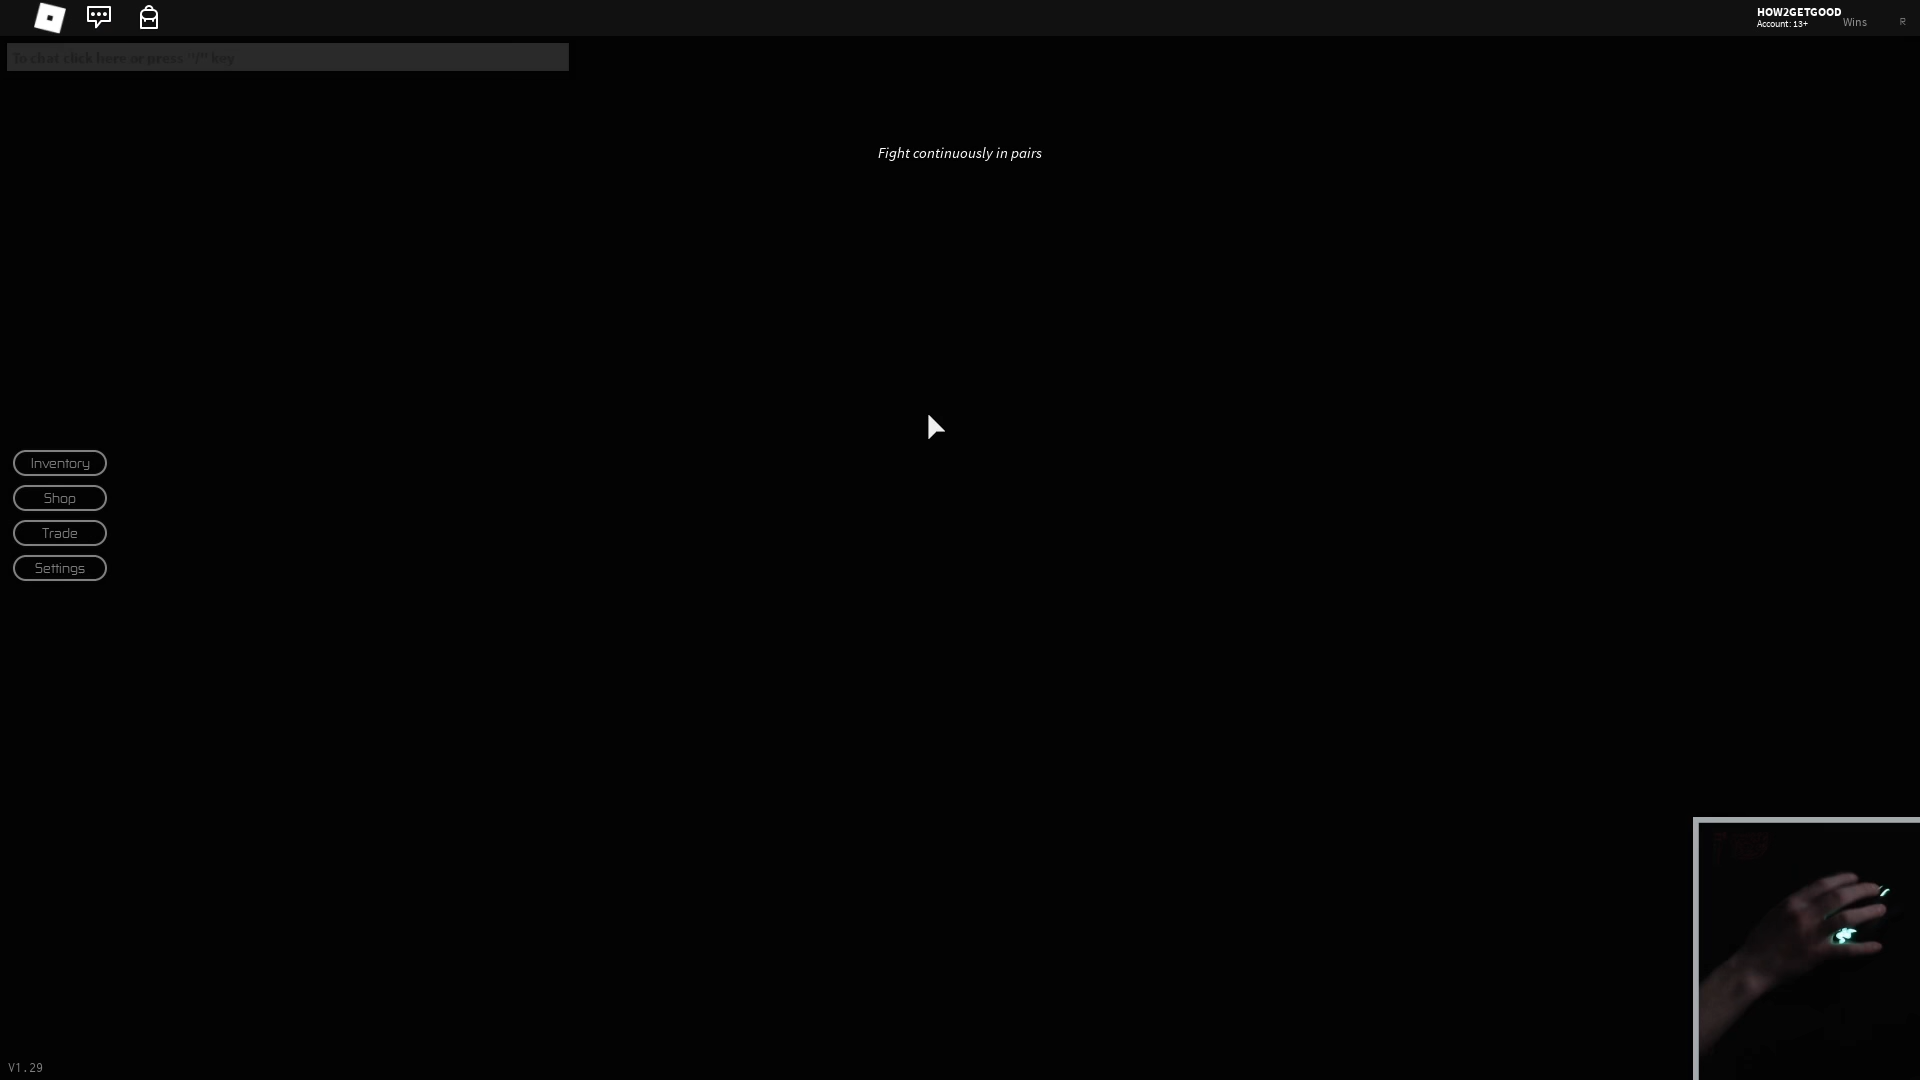 HOW2GETGOOD
Account: 13+
Wins
R
To chat click here or press "/" key
Fight continuously in pairs
Inventory
Shop
Trade
Settings
V1.29